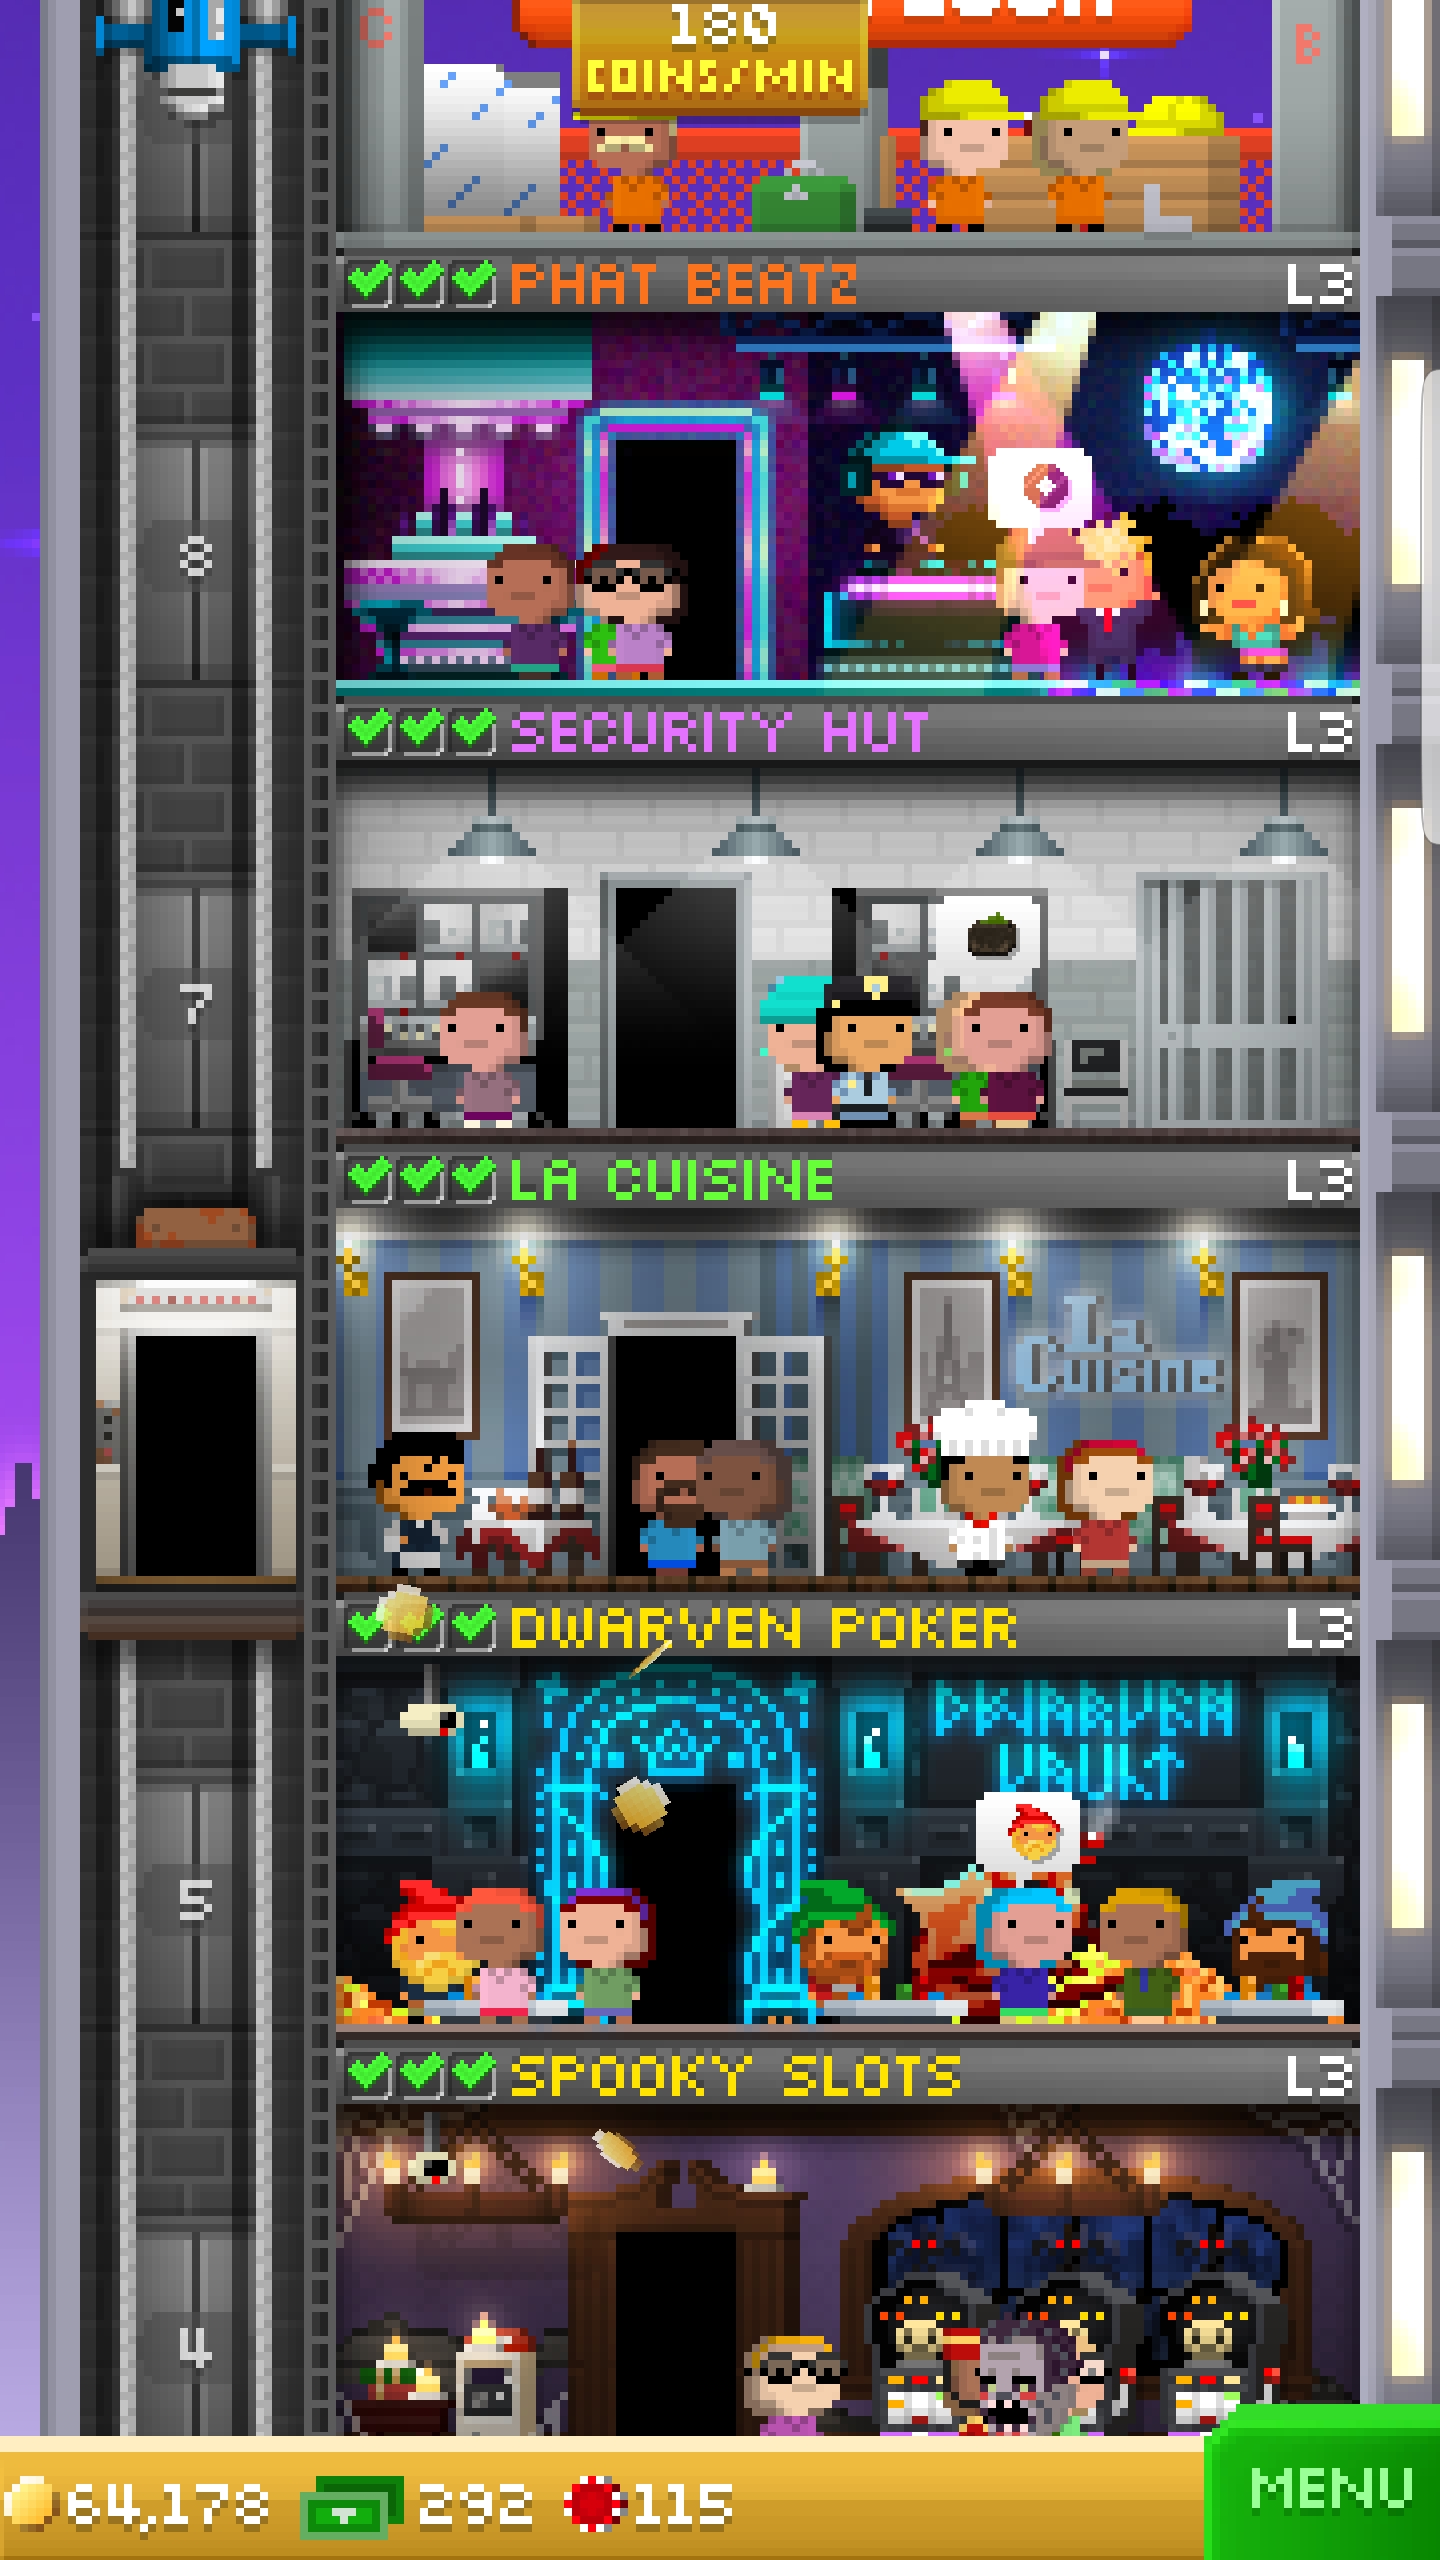 C
180
COINS/MIN
B
PHAT BEATZ L3
8
SECURITY HUT L3
7
LA CUISINE L3
La
Cuisine
DWARVEN POKER L3
DWARVEN
VAULT
5
SPOOKY SLOTS L3
4
64,178 292 115
MENU